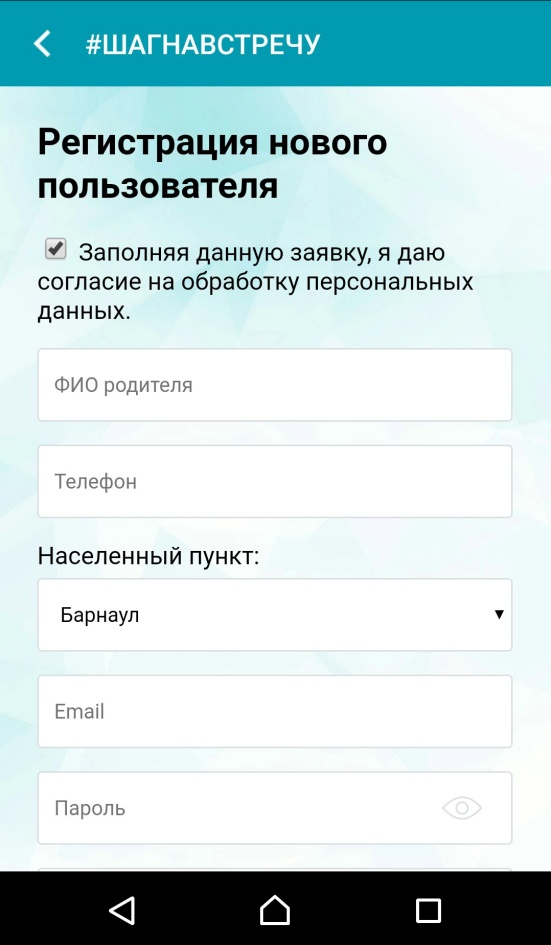 #ШАГНАВСТРЕЧУ
Регистрация нового
пользователя
Заполняя данную заявку, я даю
согласие на обработку персональных
данных.
ФИО родителя
Телефон
Населенный пункт:
Барнаул
Email
Пароль